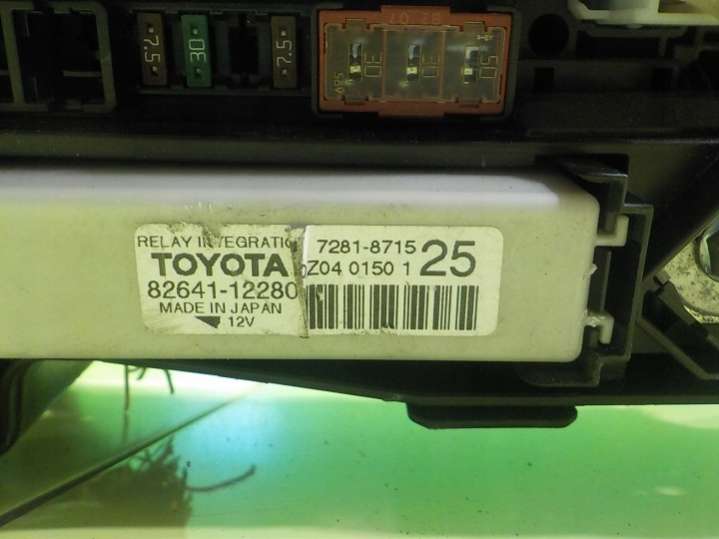 7.5
30
7.5
30
30
50
RELAY INTEGRATIO
TOYOTA
82641-12280
MADE IN JAPAN
12V
7281-8715
Z04 0150 1
25